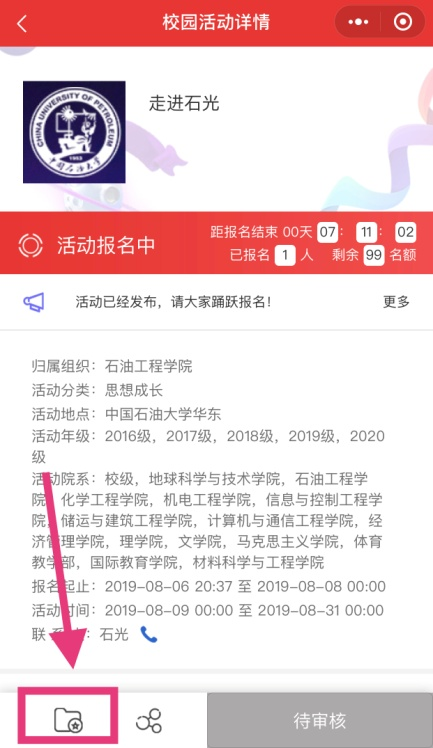 校园活动详情
CHINA UNIVERSITY OF PETROLEUM
1953
中国石油大学
走进石光
活动报名中
距报名结束 00天 07 : 11 : 02
已报名 1 人 剩余 99 名额
活动已经发布，请大家踊跃报名！
更多
归属组织：石油工程学院
活动分类：思想成长
活动地点：中国石油大学华东
活动年级：2016级，2017级，2018级，2019级，2020
级
活动院系：校级，地球科学与技术学院，石油工程学
院，化学工程学院，机电工程学院，信息与控制工程学
院，储运与建筑工程学院，计算机与通信工程学院，经
济管理学院，理学院，文学院，马克思主义学院，体育
教学部，国际教育学院，材料科学与工程学院
报名起止：2019-08-06 20:37 至 2019-08-08 00:00
活动时间：2019-08-09 00:00 至 2019-08-31 00:00
联 系 ：石光
待审核